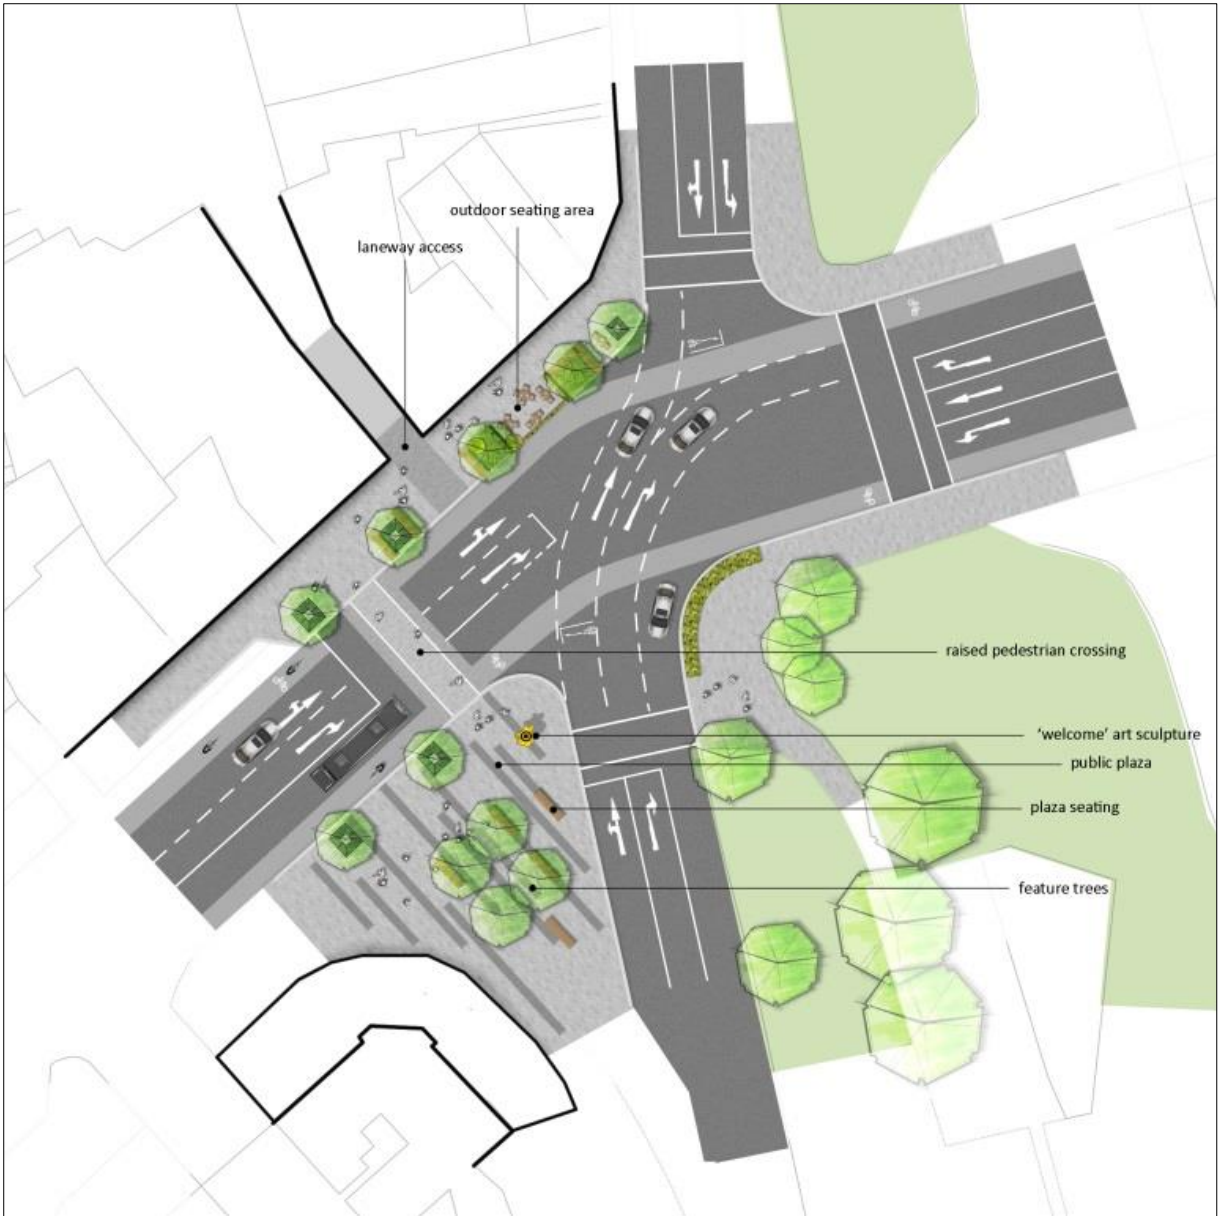 outdoor seating area
laneway access
raised pedestrian crossing
‘welcome’ art sculpture
public plaza
plaza seating
feature trees